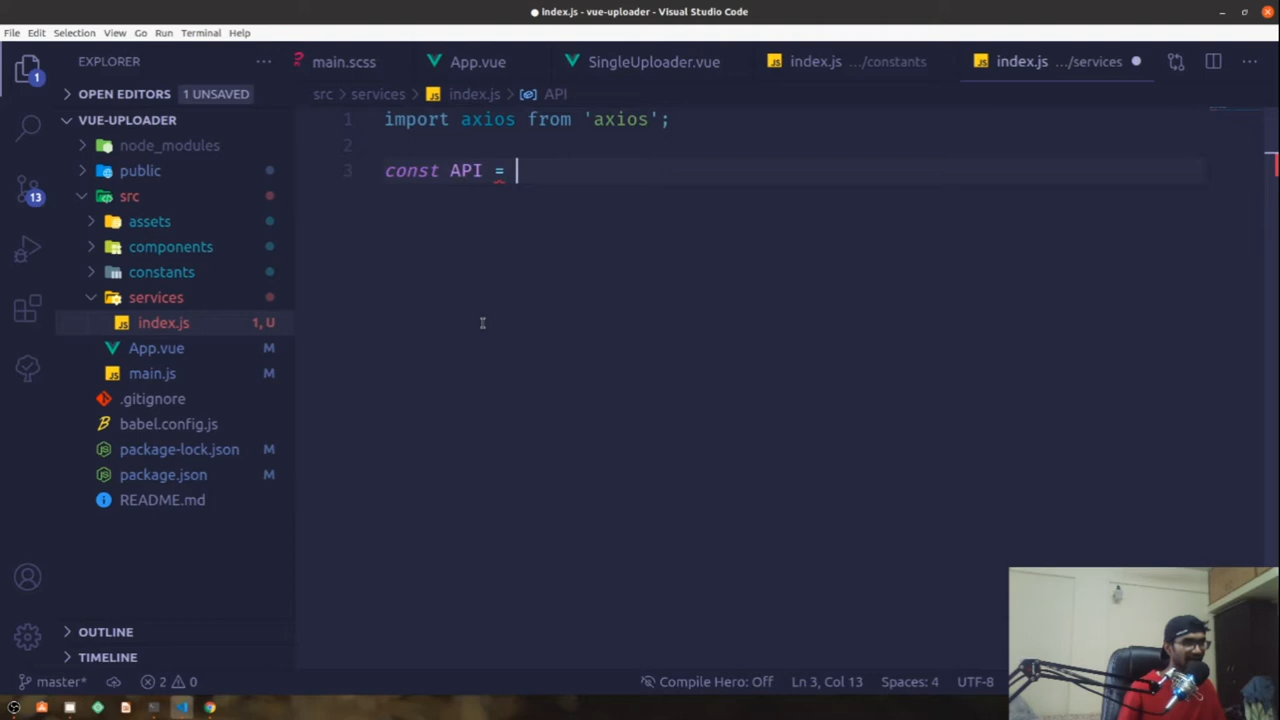 index.js - vue-uploader - Visual Studio Code
File Edit Selection View Go Run Terminal Help
EXPLORER
main.scss
App.vue
SingleUploader.vue
index.js .../constants
index.js .../services
OPEN EDITORS 1 UNSAVED
src > services > index.js > API
VUE-UPLOADER
node_modules
public
src
assets
components
constants
services
index.js 1, U
App.vue M
main.js M
.gitignore
babel.config.js
package-lock.json M
package.json M
README.md
OUTLINE
TIMELINE
1 import axios from 'axios';
2
3 const API =
1
13
master* 2 0
Compile Hero: Off Ln 3, Col 13 Spaces: 4 UTF-8